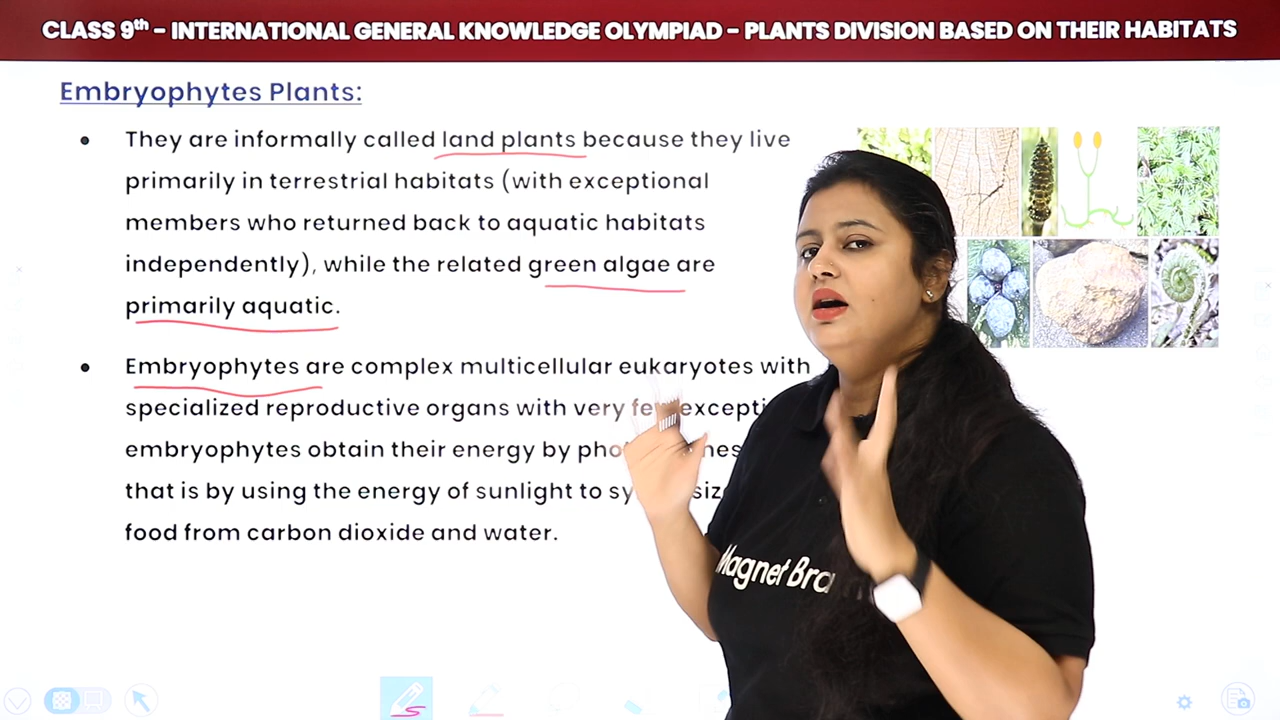 CLASS 9th – INTERNATIONAL GENERAL KNOWLEDGE OLYMPIAD – PLANTS DIVISION BASED ON THEIR HABITATS
Embryophytes Plants:
• They are informally called land plants because they live
primarily in terrestrial habitats (with exceptional
members who returned back to aquatic habitats
independently), while the related green algae are
primarily aquatic.
• Embryophytes are complex multicellular eukaryotes with
specialized reproductive organs with very
embryophytes obtain their energy by
that is by using the energy of sunlight to
food from carbon dioxide and water.
Magnet